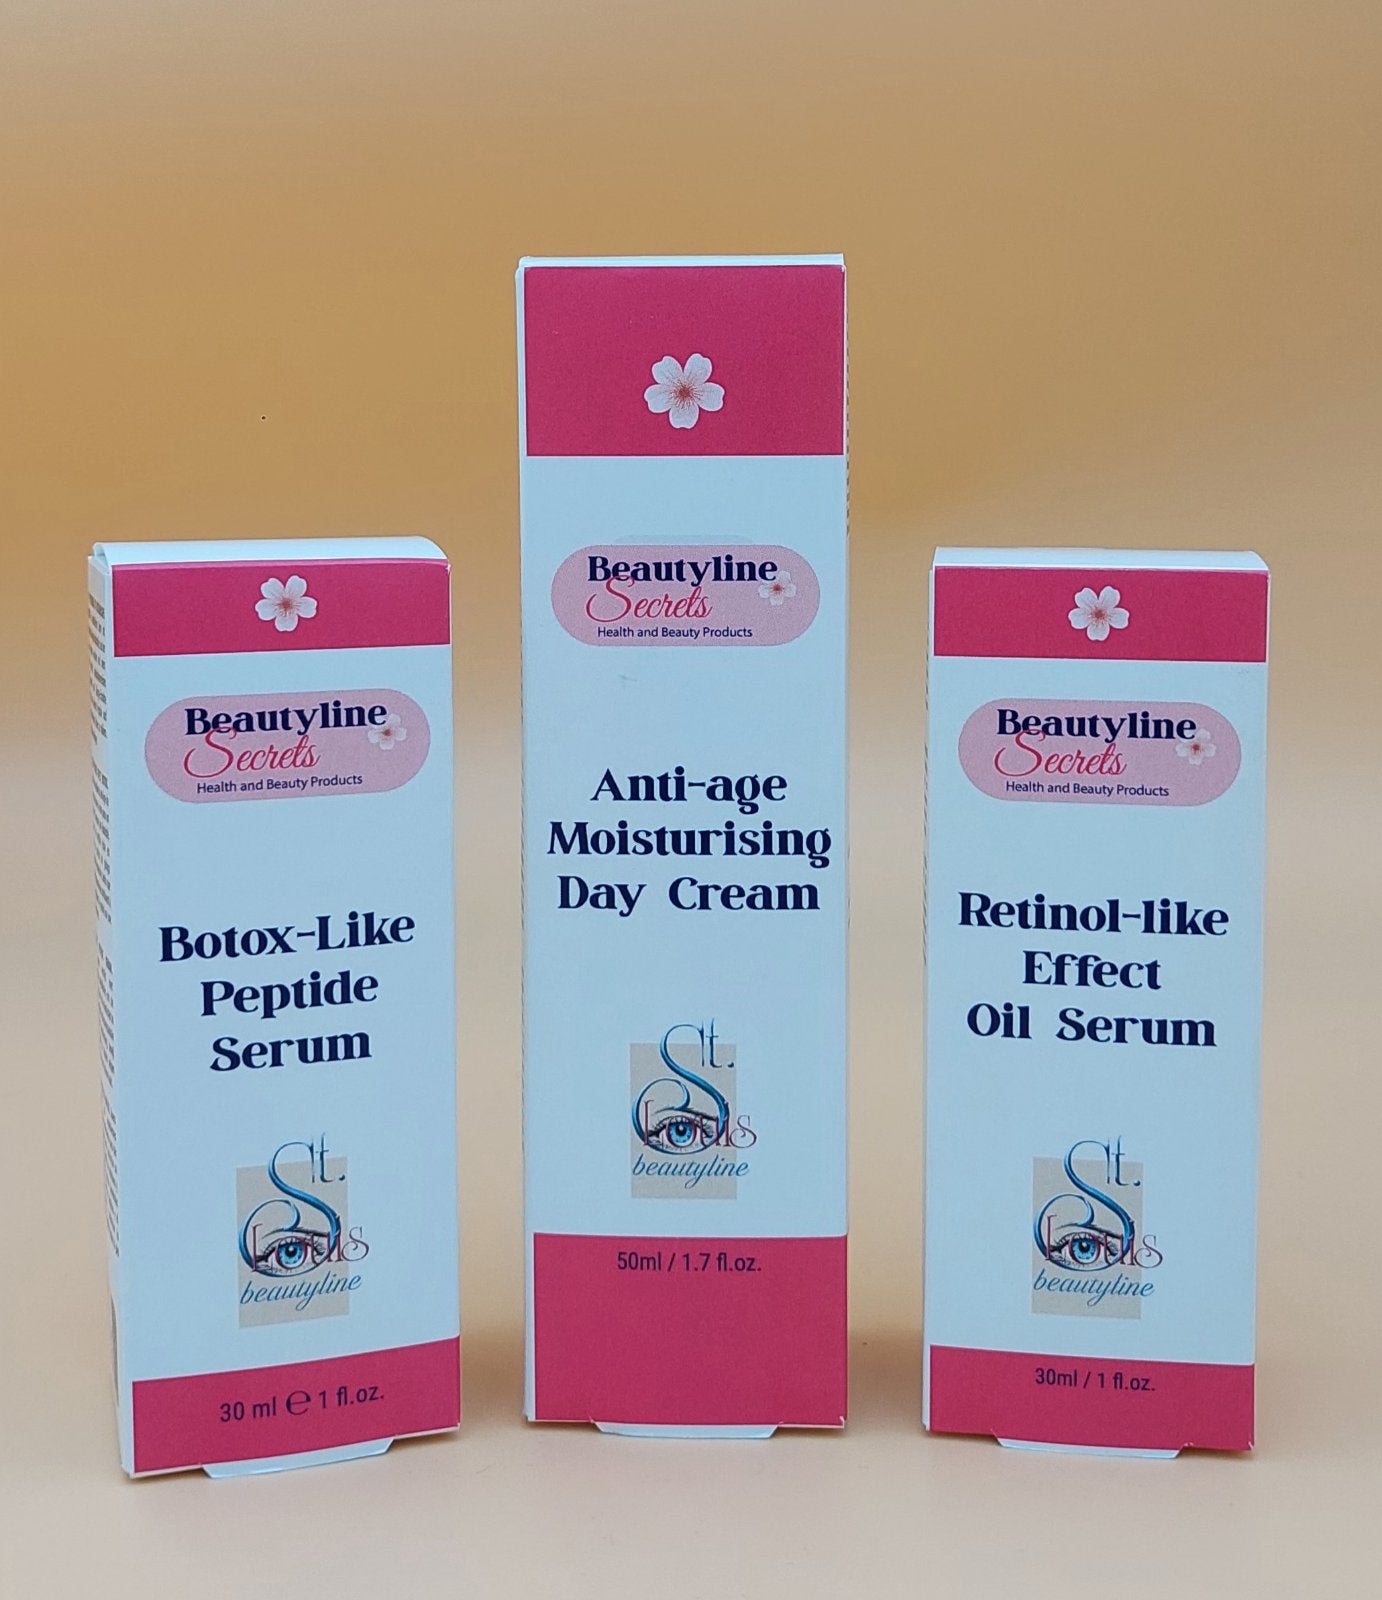 Beautyline
Secrets
Health and Beauty Products
Botox-Like
Peptide
Serum
St.
Louis
beautyline
30 ml ℮ 1 fl.oz.
Beautyline
Secrets
Health and Beauty Products
Anti-age
Moisturising
Day Cream
St.
Louis
beautyline
50ml / 1.7 fl.oz.
Beautyline
Secrets
Health and Beauty Products
Retinol-like
Effect
Oil Serum
St.
Louis
beautyline
30ml / 1 fl.oz.